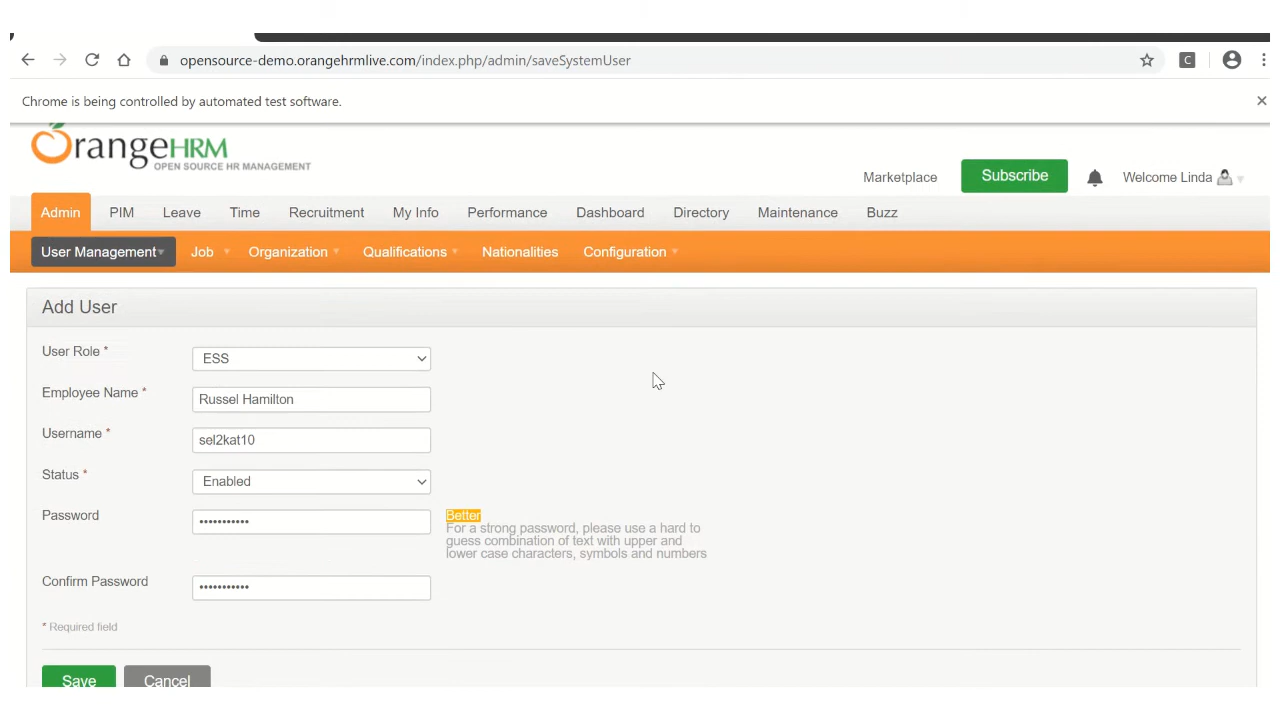 opensource-demo.orangehrmlive.com/index.php/admin/saveSystemUser
C
Chrome is being controlled by automated test software.
OrangeHRM
OPEN SOURCE HR MANAGEMENT
Marketplace
Subscribe
Welcome Linda
Admin PIM Leave Time Recruitment My Info Performance Dashboard Directory Maintenance Buzz
User Management Job Organization Qualifications Nationalities Configuration
Add User
User Role *
ESS
Employee Name *
Russel Hamilton
Username *
sel2kat10
Status *
Enabled
Password
•••••••••••
Better
For a strong password, please use a hard to
guess combination of text with upper and
lower case characters, symbols and numbers
Confirm Password
•••••••••••
* Required field
Save Cancel